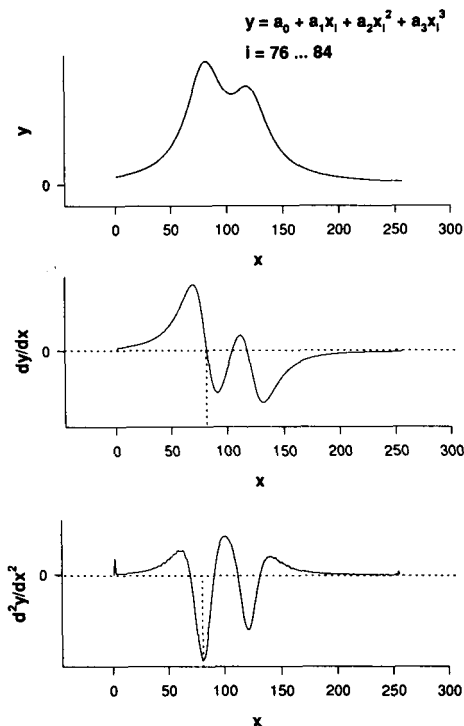 y = a₀ + a₁xᵢ + a₂xᵢ² + a₃xᵢ³
i = 76 ... 84
y
0
0 50 100 150 200 250 300
x
dy/dx
0
0 50 100 150 200 250 300
x
d²y/dx²
0
0 50 100 150 200 250 300
x